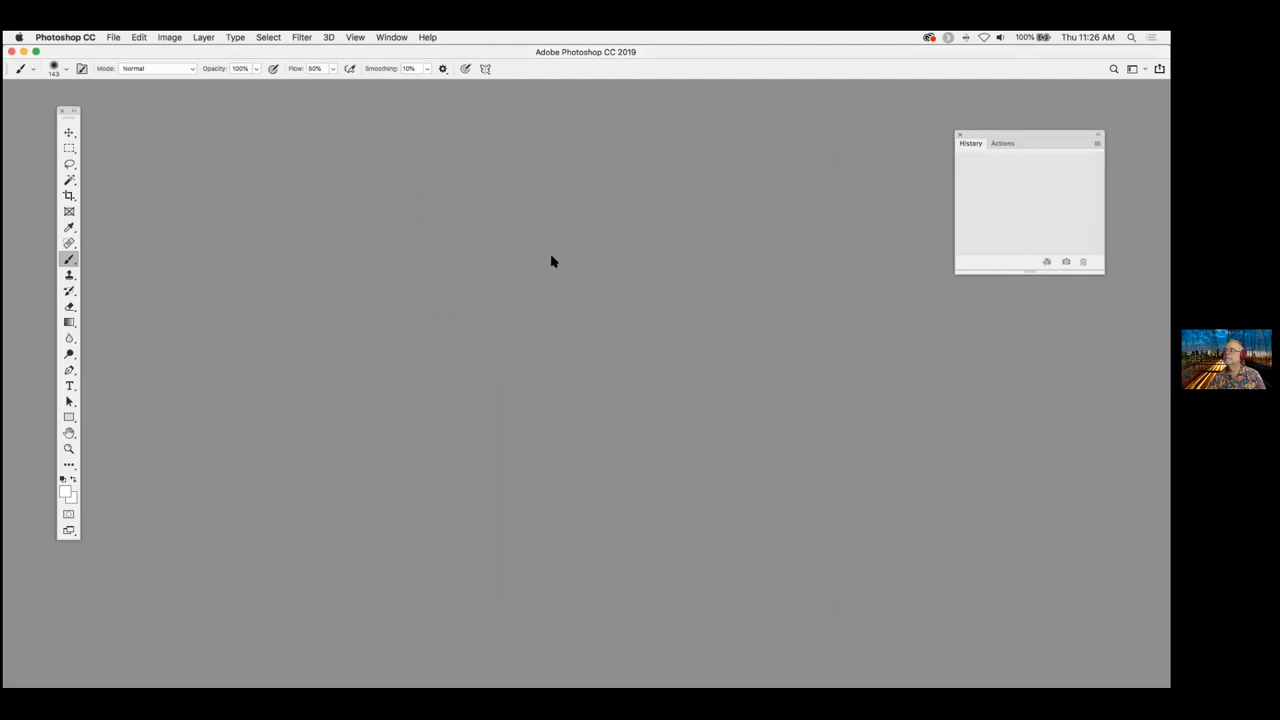 Photoshop CC File Edit Image Layer Type Select Filter 3D View Window Help 100% Thu 11:26 AM
Adobe Photoshop CC 2019
143 Mode: Normal Opacity: 100% Flow: 50% Smoothing: 10%
History Actions